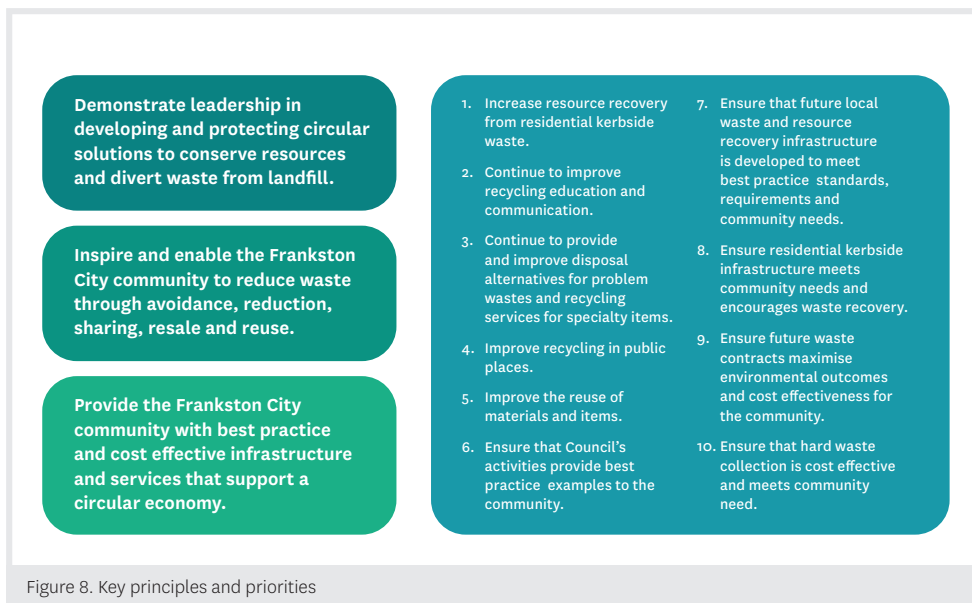 Demonstrate leadership in
developing and protecting circular
solutions to conserve resources
and divert waste from landfill.
Inspire and enable the Frankston
City community to reduce waste
through avoidance, reduction,
sharing, resale and reuse.
Provide the Frankston City
community with best practice
and cost effective infrastructure
and services that support a
circular economy.
1. Increase resource recovery
from residential kerbside
waste.
2. Continue to improve
recycling education and
communication.
3. Continue to provide
and improve disposal
alternatives for problem
wastes and recycling
services for specialty items.
4. Improve recycling in public
places.
5. Improve the reuse of
materials and items.
6. Ensure that Council's
activities provide best
practice examples to the
community.
7. Ensure that future local
waste and resource
recovery infrastructure
is developed to meet
best practice standards,
requirements and
community needs.
8. Ensure residential kerbside
infrastructure meets
community needs and
encourages waste recovery.
9. Ensure future waste
contracts maximise
environmental outcomes
and cost effectiveness for
the community.
10. Ensure that hard waste
collection is cost effective
and meets community
need.
Figure 8. Key principles and priorities